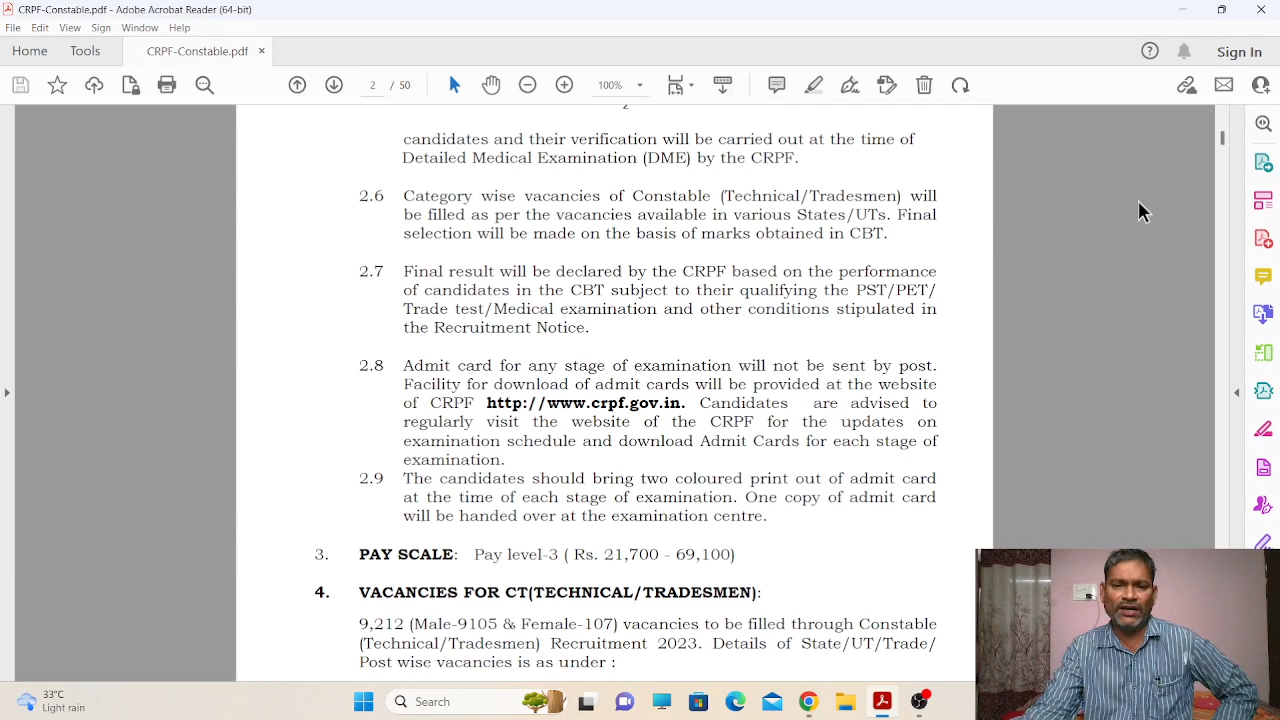 CRPF-Constable.pdf - Adobe Acrobat Reader (64-bit)
File Edit View Sign Window Help
Home Tools CRPF-Constable.pdf × Sign In
2 / 50 100%
2
candidates and their verification will be carried out at the time of
Detailed Medical Examination (DME) by the CRPF.
2.6 Category wise vacancies of Constable (Technical/Tradesmen) will
be filled as per the vacancies available in various States/UTs. Final
selection will be made on the basis of marks obtained in CBT.
2.7 Final result will be declared by the CRPF based on the performance
of candidates in the CBT subject to their qualifying the PST/PET/
Trade test/Medical examination and other conditions stipulated in
the Recruitment Notice.
2.8 Admit card for any stage of examination will not be sent by post.
Facility for download of admit cards will be provided at the website
of CRPF http://www.crpf.gov.in. Candidates are advised to
regularly visit the website of the CRPF for the updates on
examination schedule and download Admit Cards for each stage of
examination.
2.9 The candidates should bring two coloured print out of admit card
at the time of each stage of examination. One copy of admit card
will be handed over at the examination centre.
3. PAY SCALE: Pay level-3 ( Rs. 21,700 - 69,100)
4. VACANCIES FOR CT(TECHNICAL/TRADESMEN):
9,212 (Male-9105 & Female-107) vacancies to be filled through Constable
(Technical/Tradesmen) Recruitment 2023. Details of State/UT/Trade/
Post wise vacancies is as under :
33°C
Light rain
Search